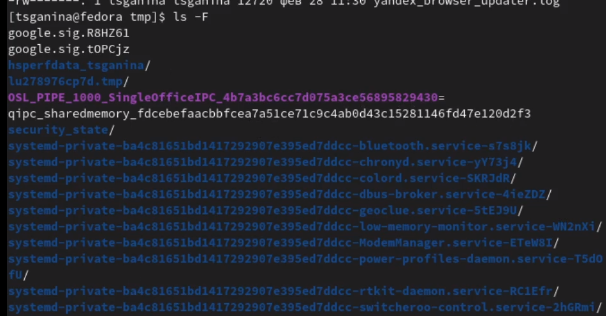 -rw-------. 1 tsganina tsganina 12720 фев 28 11:30 yandex_browser_updater.log
[tsganina@fedora tmp]$ ls -F
google.sig.R8HZ61
google.sig.tOPCjz
hsperfdata_tsganina/
lu278976cp7d.tmp/
OSL_PIPE_1000_SingleOfficeIPC_4b7a3bc6cc7d075a3ce56895829430=
qipc_sharedmemory_fdcebefaacbbfcea7a51ce71c9c4ab0d43c15281146fd47e120d2f3
security_state/
systemd-private-ba4c81651bd1417292907e395ed7ddcc-bluetooth.service-s7a8jk/
systemd-private-ba4c81651bd1417292907e395ed7ddcc-chronyd.service-yY73j4/
systemd-private-ba4c81651bd1417292907e395ed7ddcc-colord.service-SKRJdR/
systemd-private-ba4c81651bd1417292907e395ed7ddcc-dbus-broker.service-4ieZDZ/
systemd-private-ba4c81651bd1417292907e395ed7ddcc-geoclue.service-5tEJ9U/
systemd-private-ba4c81651bd1417292907e395ed7ddcc-low-memory-monitor.service-WN2nXi/
systemd-private-ba4c81651bd1417292907e395ed7ddcc-ModemManager.service-ETeW8I/
systemd-private-ba4c81651bd1417292907e395ed7ddcc-power-profiles-daemon.service-T5dO
fU/
systemd-private-ba4c81651bd1417292907e395ed7ddcc-rtkit-daemon.service-RC1Efr/
systemd-private-ba4c81651bd1417292907e395ed7ddcc-switcheroo-control.service-2hGRmi/